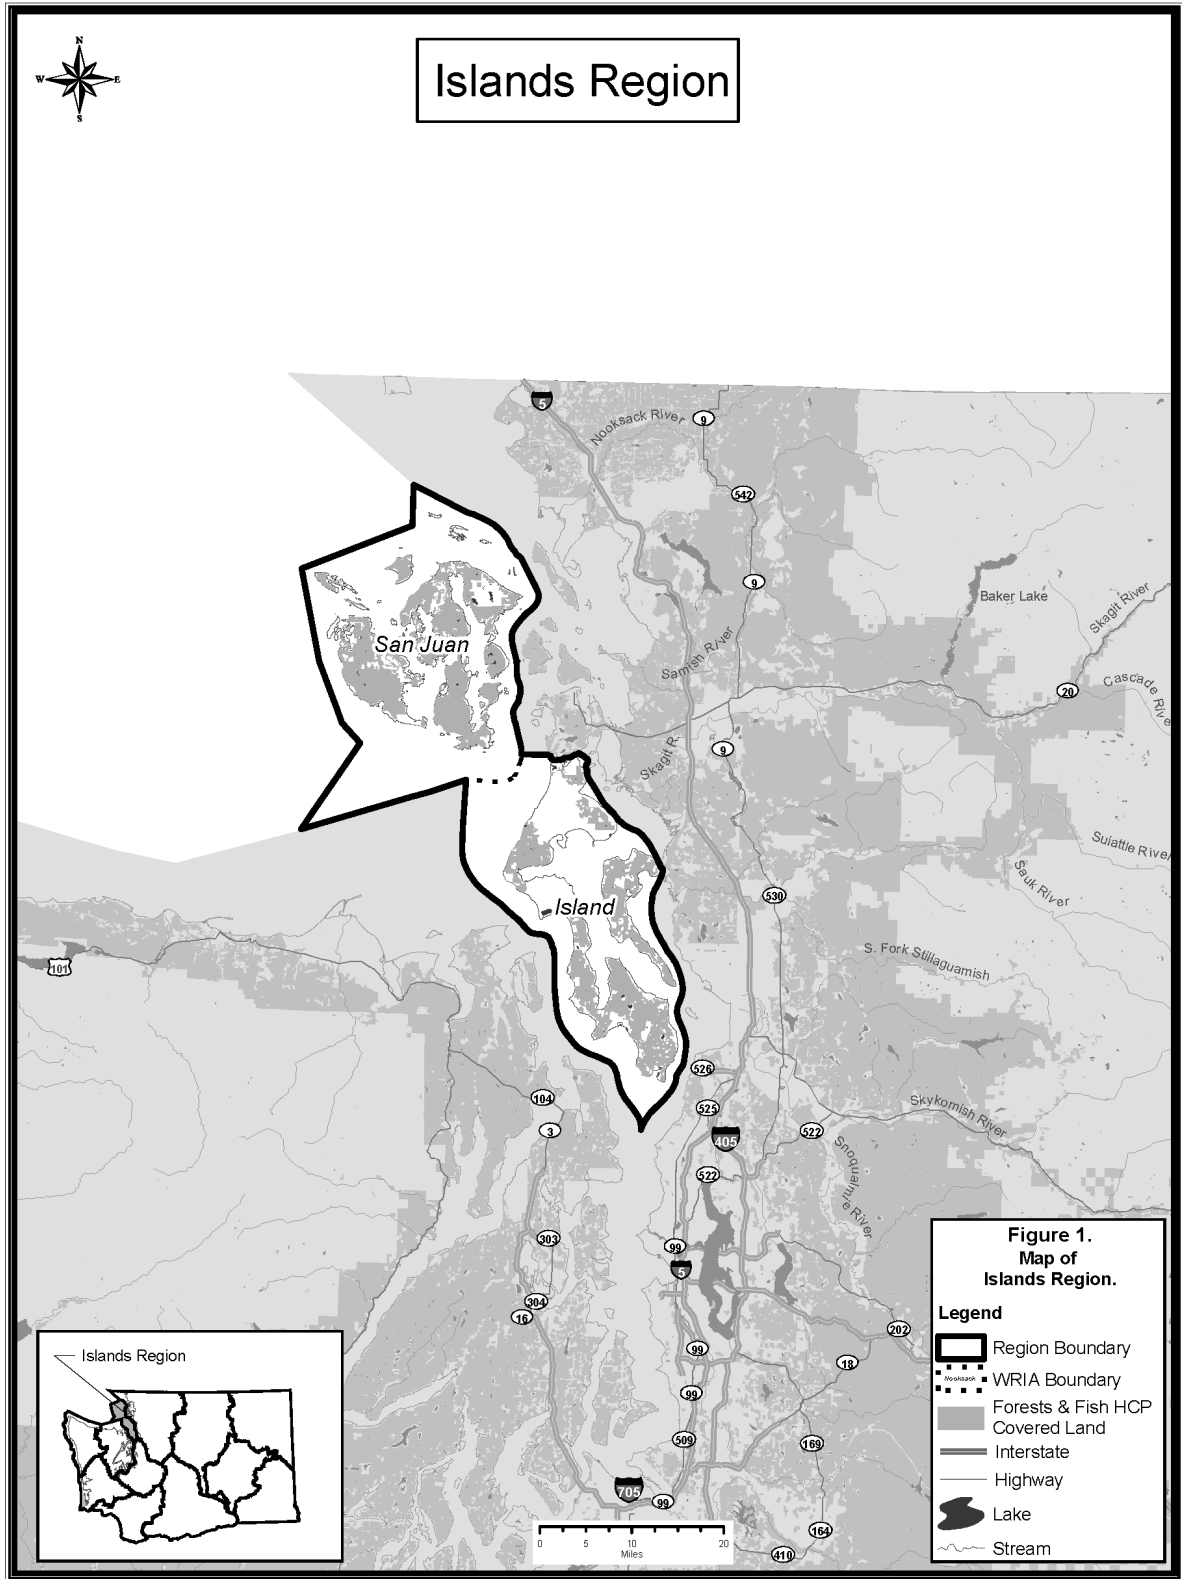 Islands Region
N
W E
S
5
Nooksack River
9
542
9
Baker Lake
Skagit River
Samish River
20
Cascade Rive
San Juan
Skagit R.
9
Suiattle River
Sauk River
530
Island
S. Fork Stillaguamish
101
526
104
525
Skykomish River
3
405
522
Snoqualmie River
522
303
99
5
304
16
202
99
18
99
509
169
705
99
164
410
0 5 10 20
Miles
Islands Region
Figure 1.
Map of
Islands Region.
Legend
Region Boundary
Nooksack WRIA Boundary
Forests & Fish HCP
Covered Land
Interstate
Highway
Lake
Stream